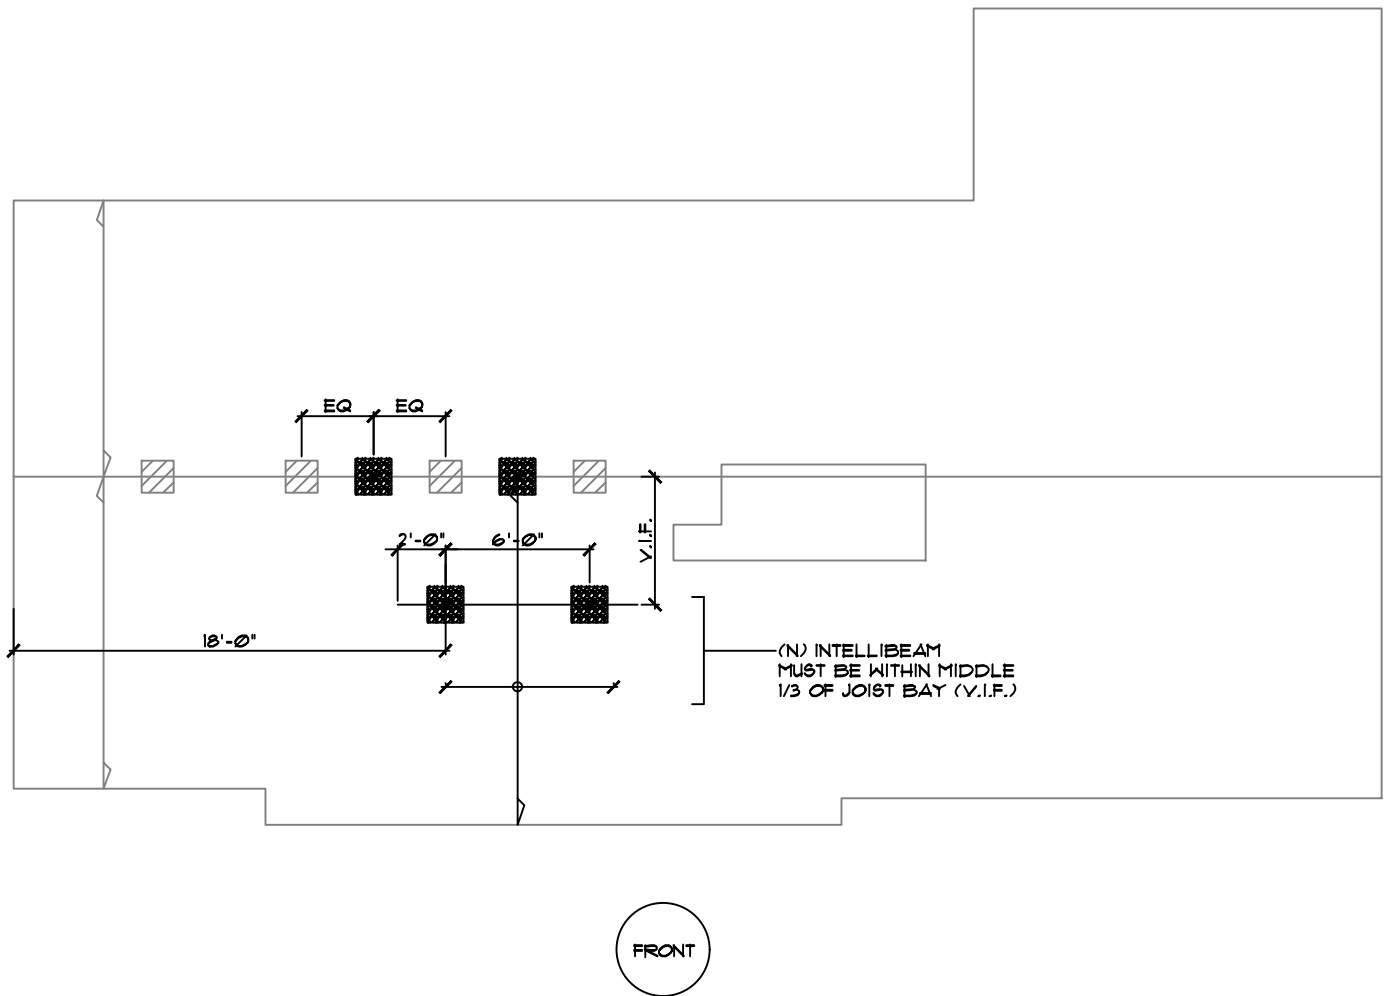 EQ EQ
2'-0" 6'-0"
V.I.F.
18'-0"
(N) INTELLIBEAM
MUST BE WITHIN MIDDLE
1/3 OF JOIST BAY (V.I.F.)
FRONT